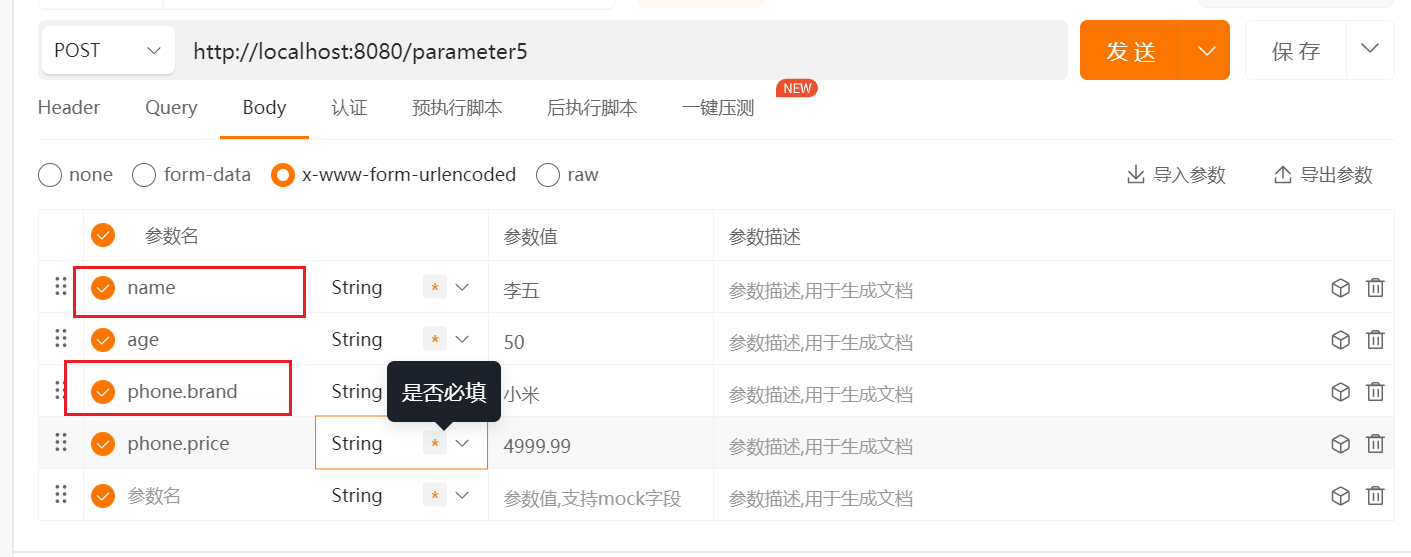 POST http://localhost:8080/parameter5 发 送 保 存
Header Query Body 认证 预执行脚本 后执行脚本 一键压测 NEW
none form-data x-www-form-urlencoded raw 导入参数 导出参数
参数名 参数值 参数描述
name String * 李五 参数描述,用于生成文档
age String * 50 参数描述,用于生成文档
phone.brand String 是否必填 小米 参数描述,用于生成文档
phone.price String * 4999.99 参数描述,用于生成文档
参数名 String * 参数值,支持mock字段 参数描述,用于生成文档